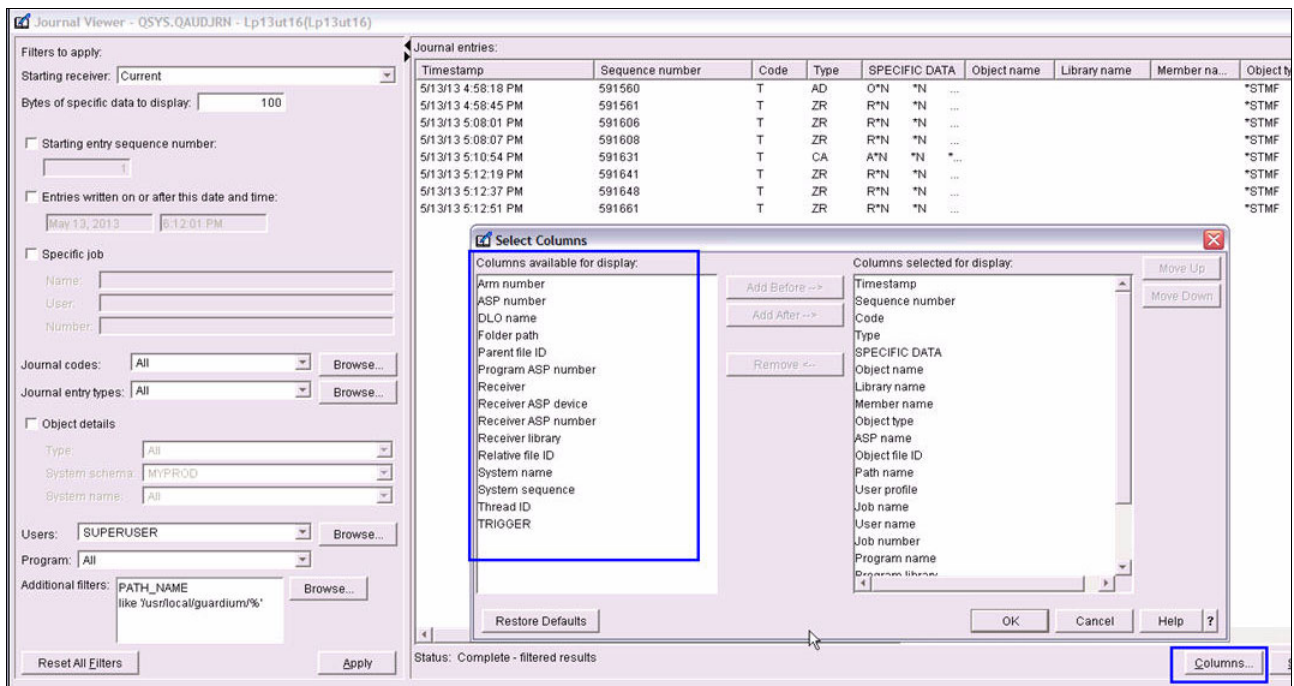 Journal Viewer - QSYS.QAUDJRN - Lp13ut16(Lp13ut16)
Filters to apply:
Starting receiver: Current
Bytes of specific data to display: 100
Starting entry sequence number:
1
Entries written on or after this date and time:
May 13, 2013 6:12:01 PM
Specific job
Name:
User:
Number:
Journal codes: All Browse...
Journal entry types: All Browse...
Object details
Type: All
System schema: MYPROD
System name: All
Users: SUPERUSER Browse...
Program: All
Additional filters: PATH_NAME Browse...
like '/usr/local/guardium/%'
Reset All Filters Apply
Journal entries:
Timestamp Sequence number Code Type SPECIFIC DATA Object name Library name Member na... Object ty
5/13/13 4:58:18 PM 591560 T AD O*N *N ... *STMF
5/13/13 4:58:45 PM 591561 T ZR R*N *N ... *STMF
5/13/13 5:08:01 PM 591606 T ZR R*N *N ... *STMF
5/13/13 5:08:07 PM 591608 T ZR R*N *N ... *STMF
5/13/13 5:10:54 PM 591631 T CA A*N *N *... *STMF
5/13/13 5:12:19 PM 591641 T ZR R*N *N ... *STMF
5/13/13 5:12:37 PM 591648 T ZR R*N *N ... *STMF
5/13/13 5:12:51 PM 591661 T ZR R*N *N ... *STMF
Select Columns
Columns available for display:
Arm number
ASP number
DLO name
Folder path
Parent file ID
Program ASP number
Receiver
Receiver ASP device
Receiver ASP number
Receiver library
Relative file ID
System name
System sequence
Thread ID
TRIGGER
Add Before -->
Add After -->
Remove <--
Columns selected for display:
Timestamp
Sequence number
Code
Type
SPECIFIC DATA
Object name
Library name
Member name
Object type
ASP name
Object file ID
Path name
User profile
Job name
User name
Job number
Program name
Program library
Move Up
Move Down
Restore Defaults OK Cancel Help ?
Status: Complete - filtered results
Columns...